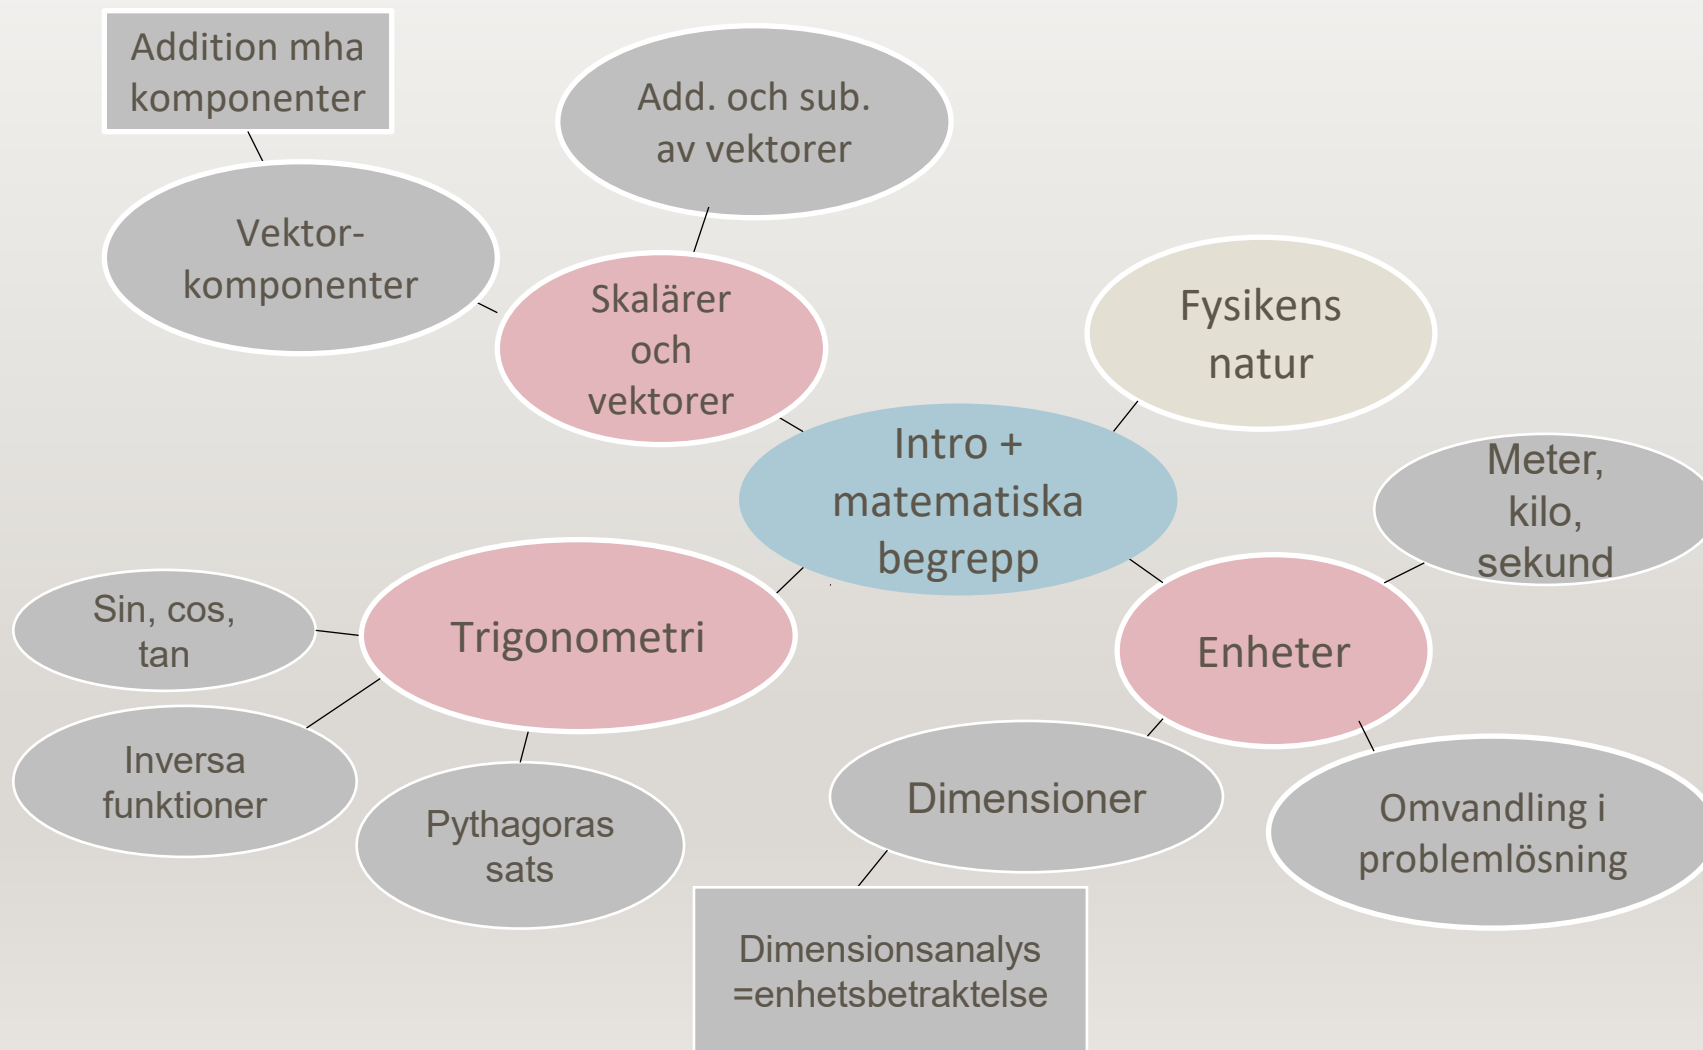 Addition mha
komponenter
Add. och sub.
av vektorer
Vektor-
komponenter
Skalärer
och
vektorer
Fysikens
natur
Intro +
matematiska
begrepp
Meter,
kilo,
sekund
Sin, cos,
tan
Trigonometri
Enheter
Inversa
funktioner
Pythagoras
sats
Dimensioner
Omvandling i
problemlösning
Dimensionsanalys
=enhetsbetraktelse